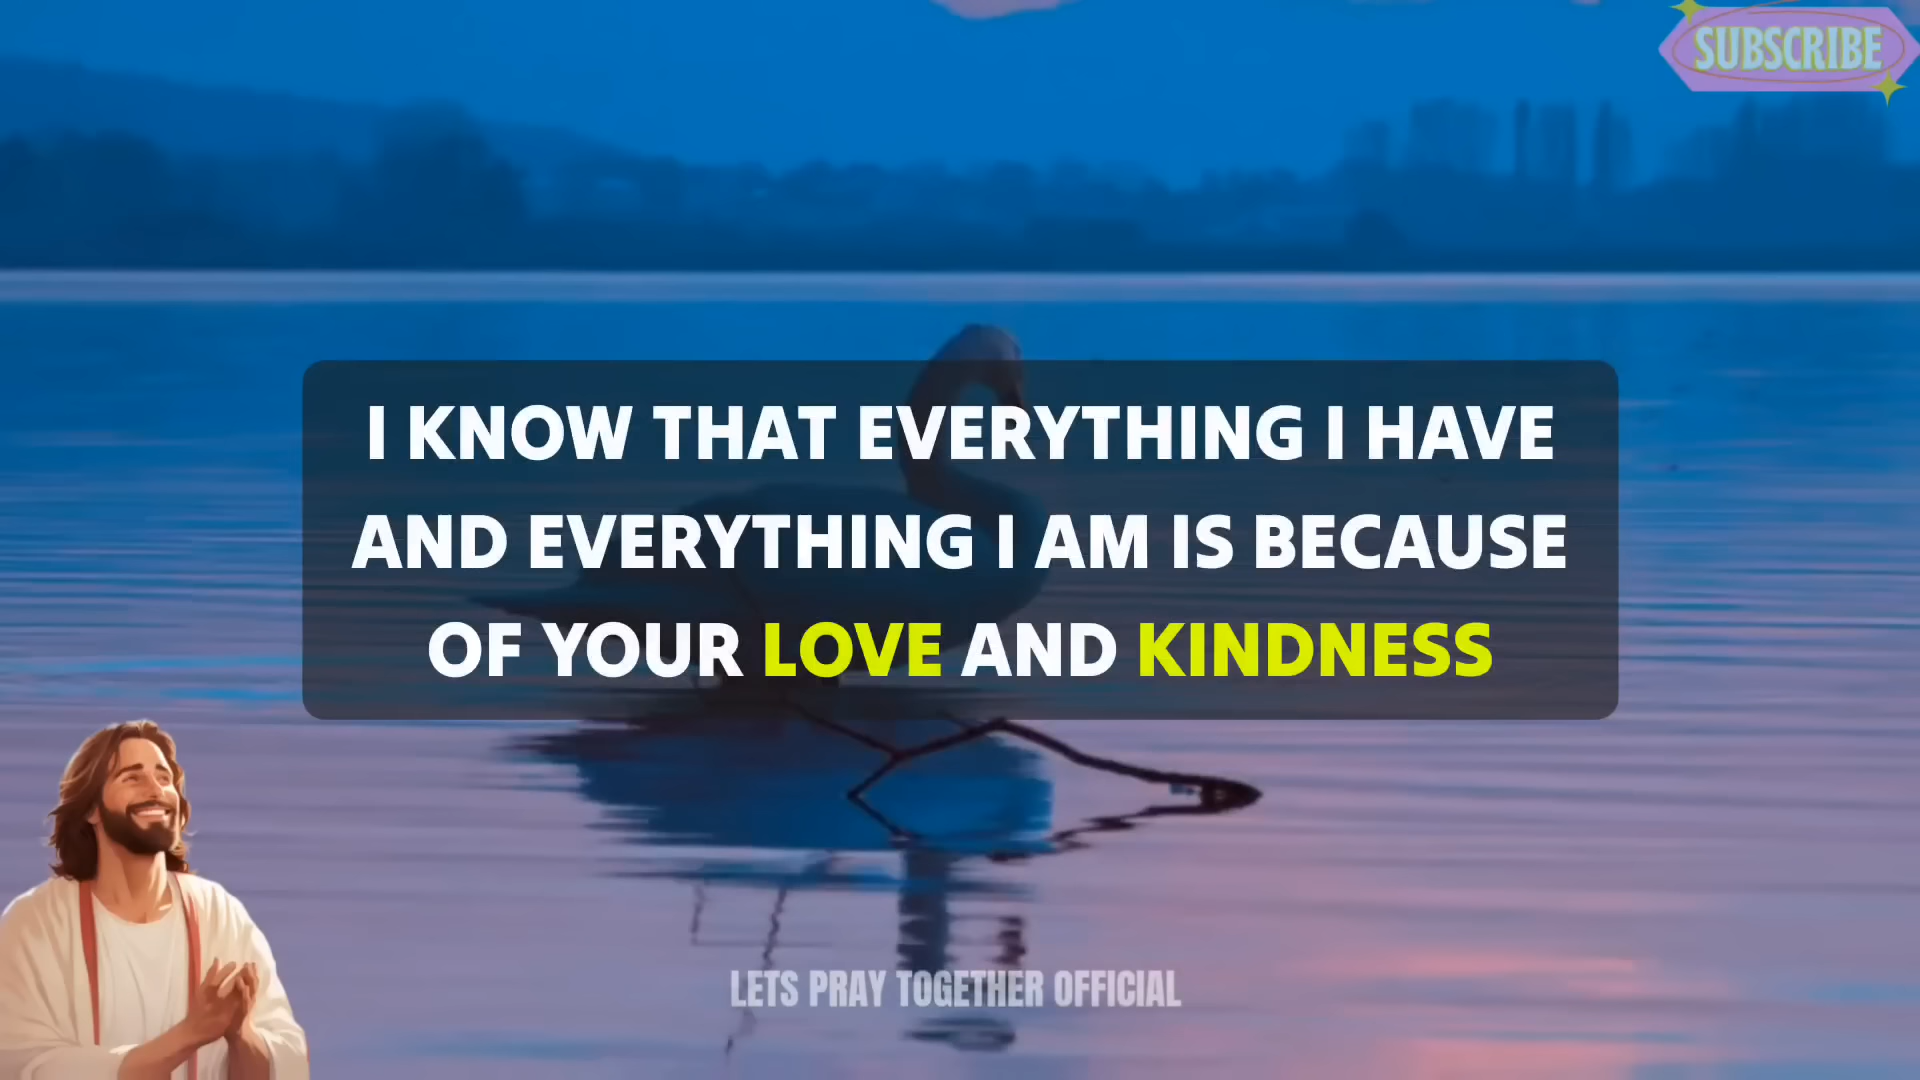 SUBSCRIBE
I KNOW THAT EVERYTHING I HAVE
AND EVERYTHING I AM IS BECAUSE
OF YOUR LOVE AND KINDNESS
LETS PRAY TOGETHER OFFICIAL